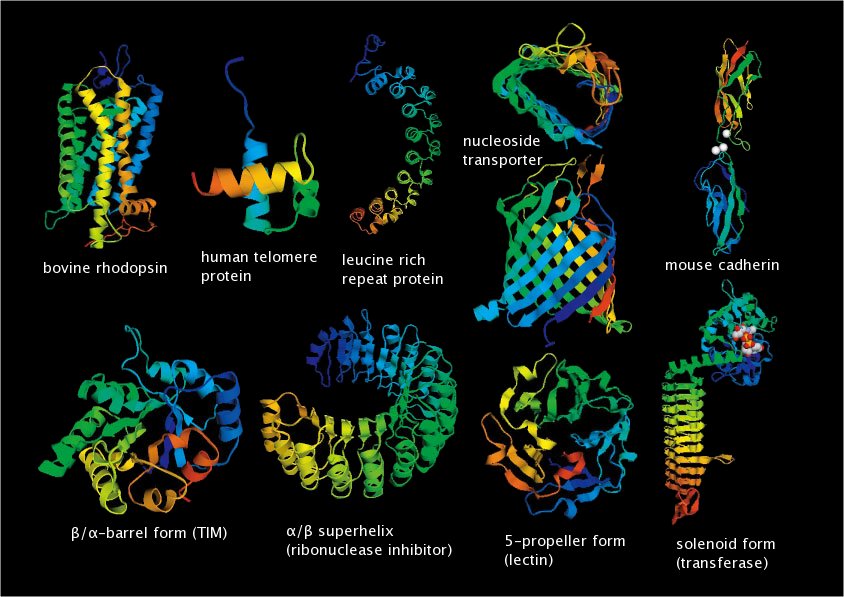 nucleoside
transporter
bovine rhodopsin
human telomere
protein
leucine rich
repeat protein
mouse cadherin
β/α-barrel form (TIM)
α/β superhelix
(ribonuclease inhibitor)
5-propeller form
(lectin)
solenoid form
(transferase)